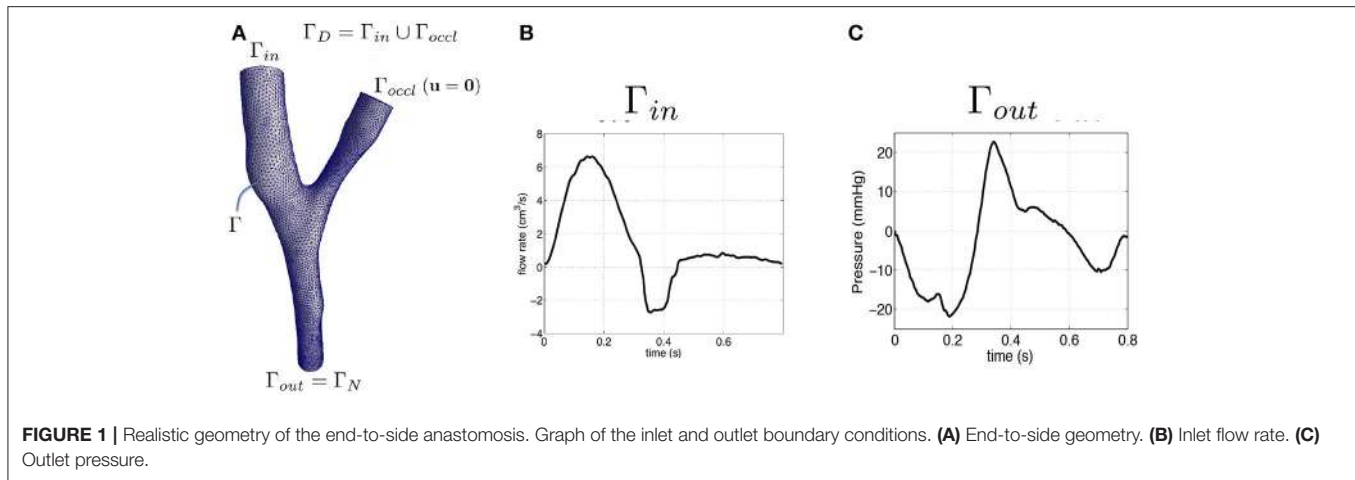 A
Γ_D = Γ_in ∪ Γ_occl
Γ_in
Γ_occl (u = 0)
Γ
Γ_out = Γ_N
B
Γ_in
flow rate (cm³/s)
8
6
4
2
0
-2
-4
0 0.2 0.4 0.6
time (s)
C
Γ_out
Pressure (mmHg)
20
10
0
-10
-20
0 0.2 0.4 0.6 0.8
time (s)
FIGURE 1 | Realistic geometry of the end-to-side anastomosis. Graph of the inlet and outlet boundary conditions. (A) End-to-side geometry. (B) Inlet flow rate. (C)
Outlet pressure.